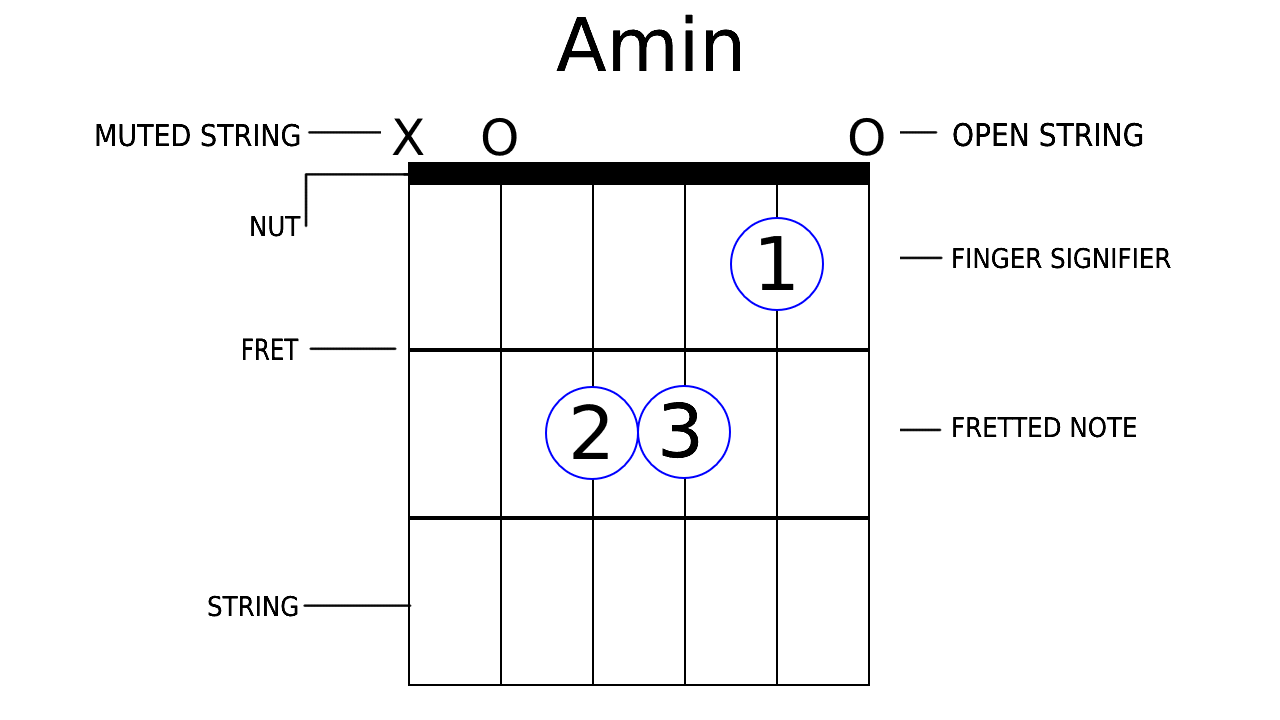 Amin
MUTED STRING X O O OPEN STRING
NUT
1 FINGER SIGNIFIER
FRET
2 3 FRETTED NOTE
STRING